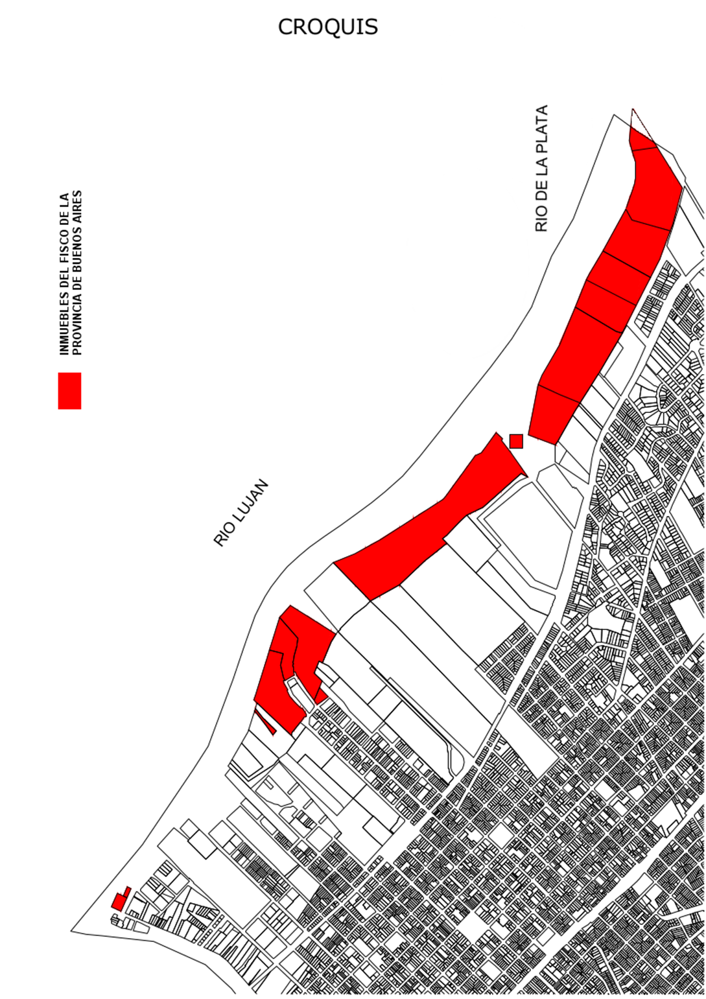 CROQUIS
RIO DE LA PLATA
INMUEBLES DEL FISCO DE LA
PROVINCIA DE BUENOS AIRES
RIO LUJAN